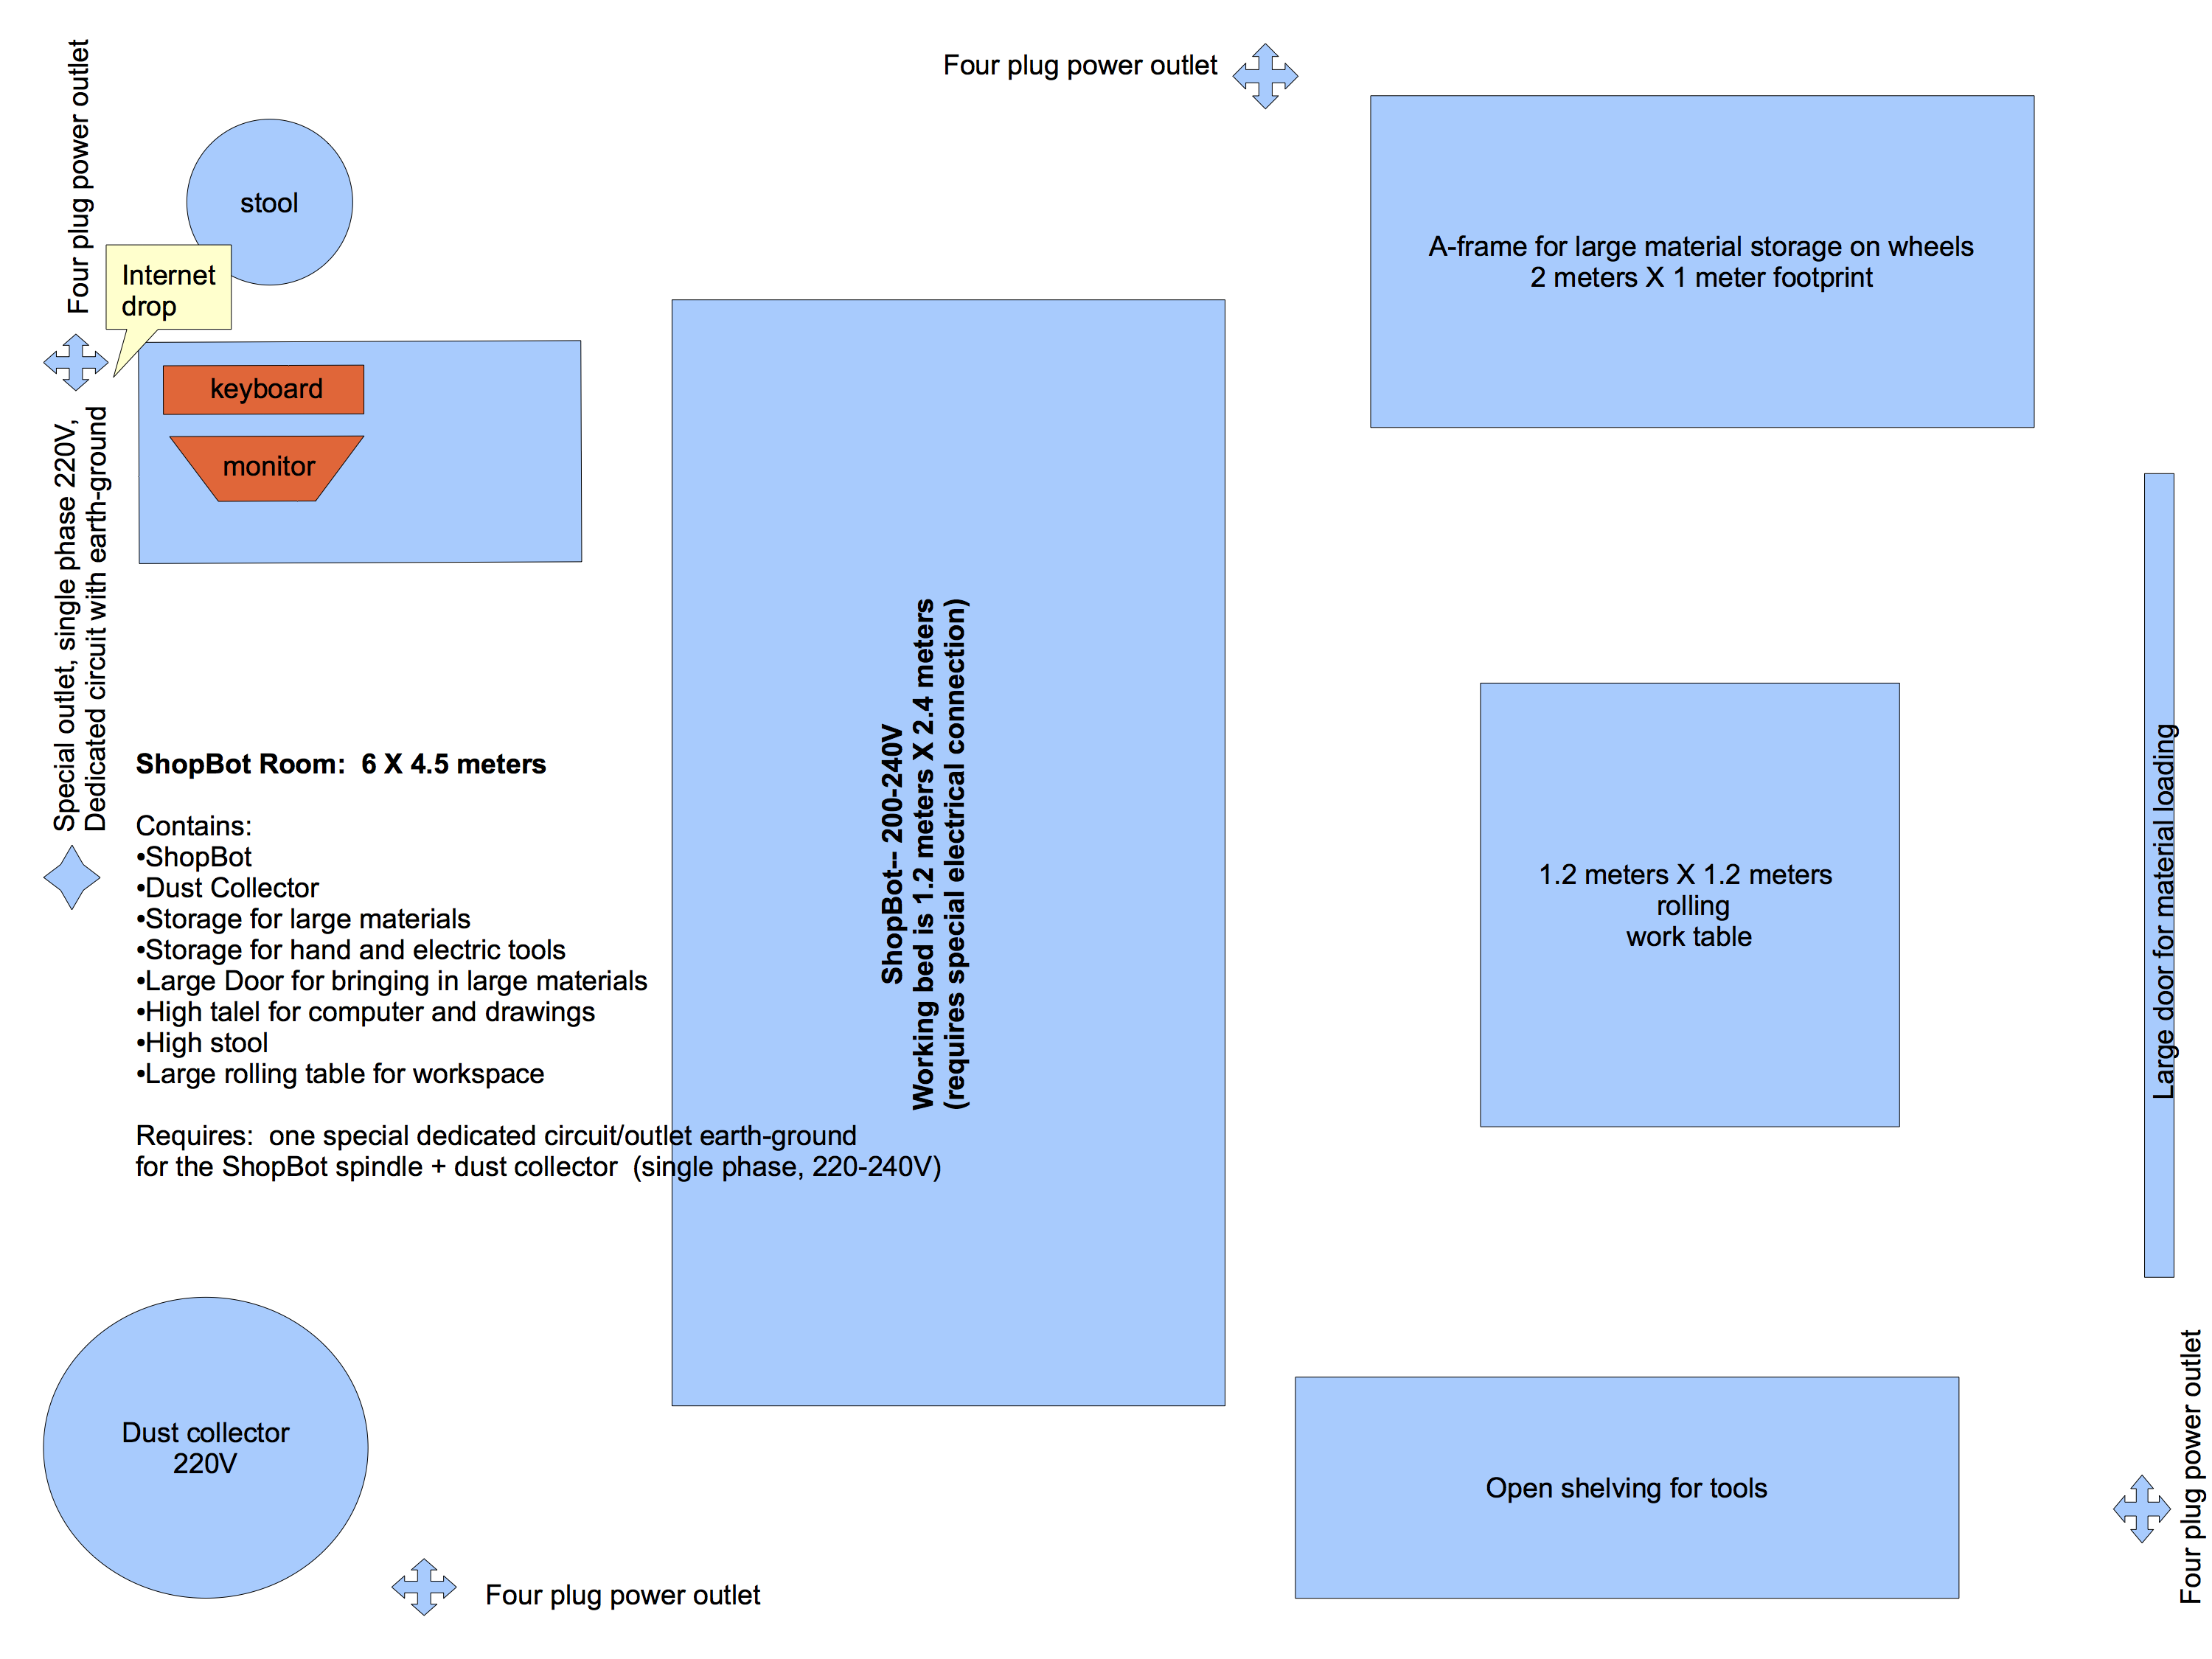 Four plug power outlet
Four plug power outlet
stool
Internet
drop
A-frame for large material storage on wheels
2 meters X 1 meter footprint
keyboard
monitor
Special outlet, single phase 220V,
Dedicated circuit with earth-ground
ShopBot-- 200-240V
Working bed is 1.2 meters X 2.4 meters
(requires special electrical connection)
ShopBot Room:  6 X 4.5 meters
Contains:
•ShopBot
•Dust Collector
•Storage for large materials
•Storage for hand and electric tools
•Large Door for bringing in large materials
•High talel for computer and drawings
•High stool
•Large rolling table for workspace
Requires:  one special dedicated circuit/outlet earth-ground
for the ShopBot spindle + dust collector  (single phase, 220-240V)
1.2 meters X 1.2 meters
rolling
work table
Large door for material loading
Dust collector
220V
Open shelving for tools
Four plug power outlet
Four plug power outlet